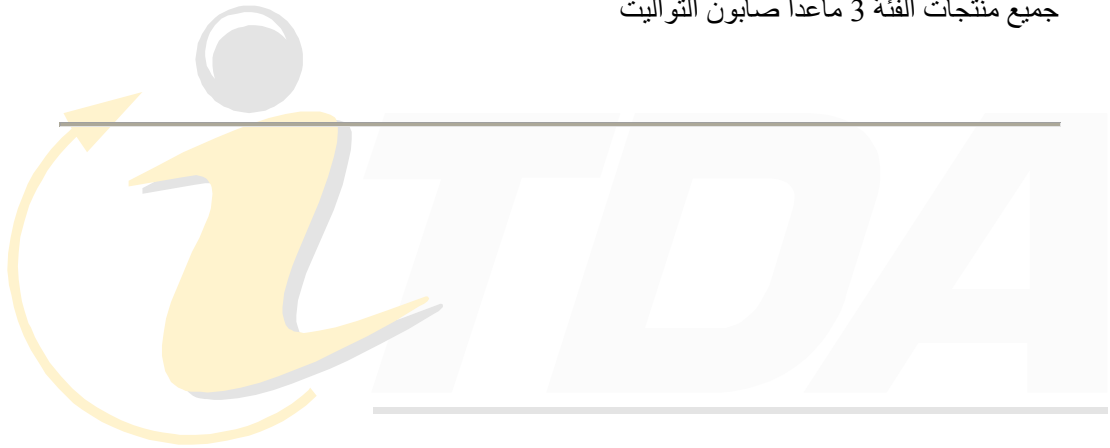 جميع منتجات الفئة 3 ماعدا صابون التواليت
iTDA